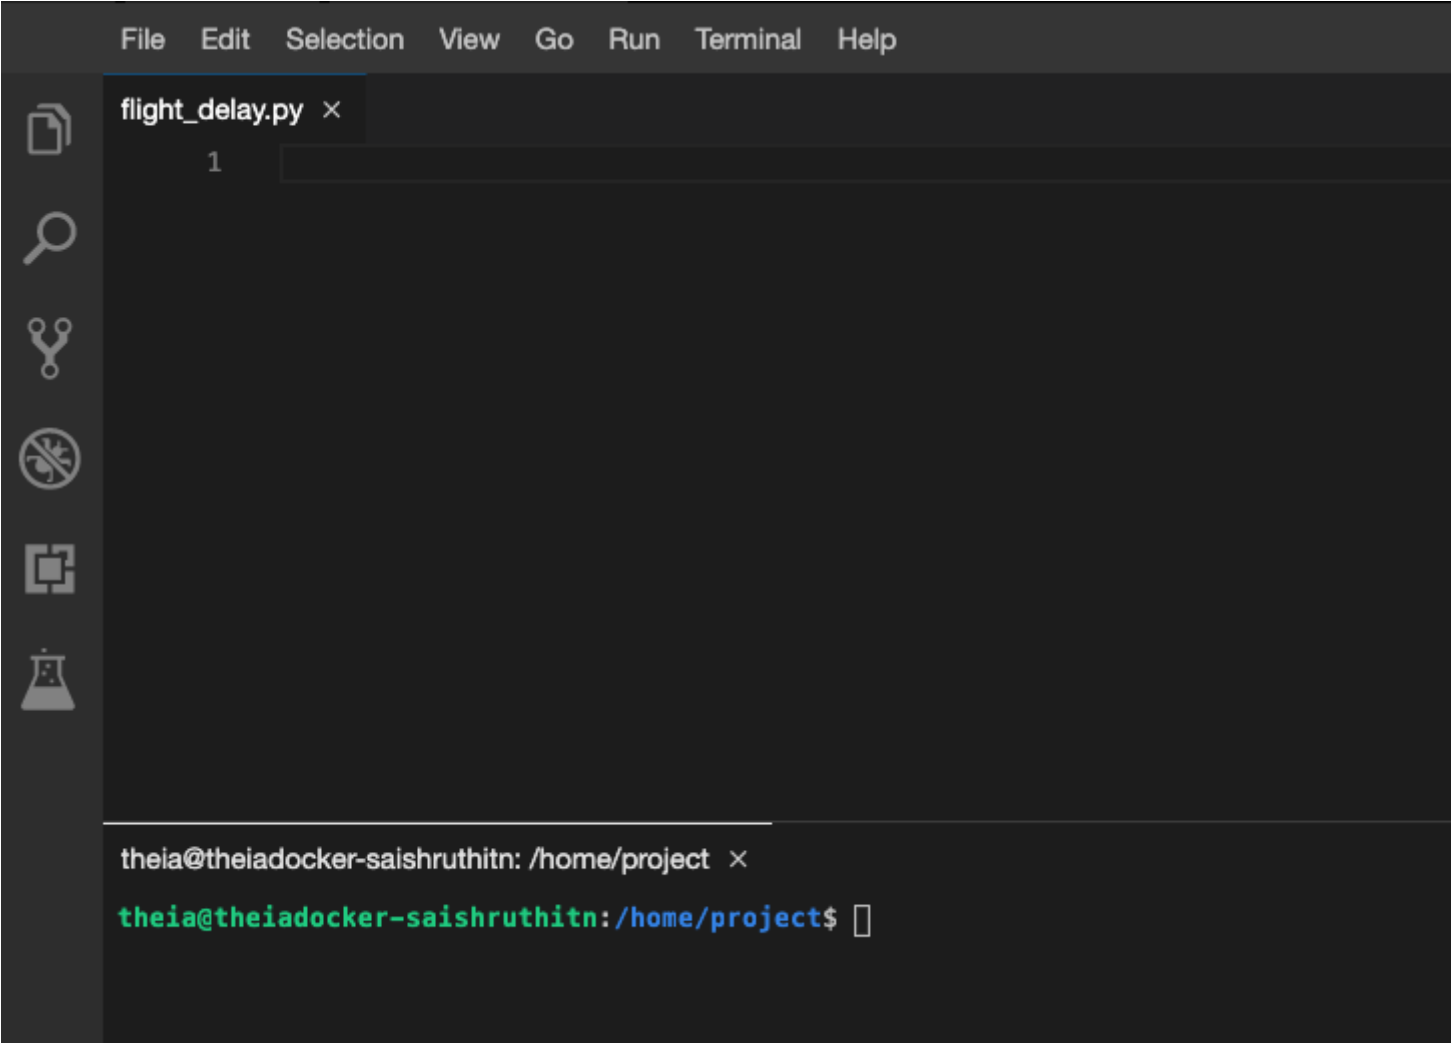 File Edit Selection View Go Run Terminal Help
flight_delay.py ×
1
theia@theiadocker-saishruthitn: /home/project ×
theia@theiadocker-saishruthitn:/home/project$